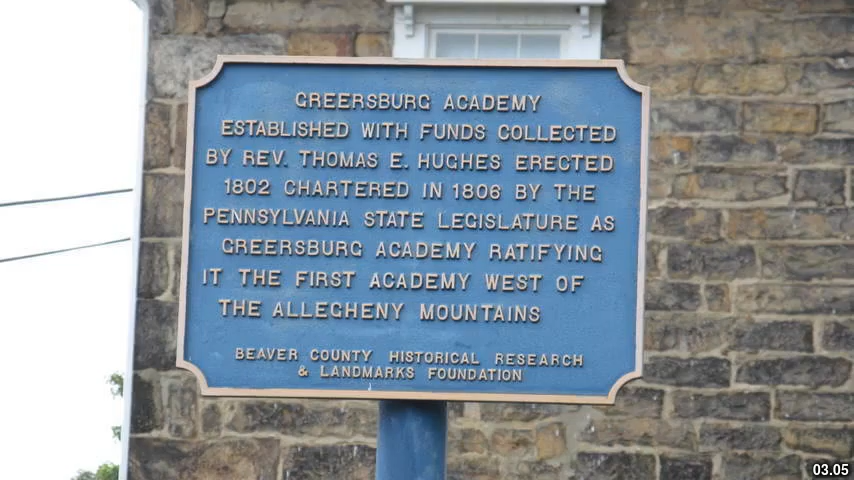 GREERSBURG ACADEMY
ESTABLISHED WITH FUNDS COLLECTED
BY REV. THOMAS E. HUGHES ERECTED
1802 CHARTERED IN 1806 BY THE
PENNSYLVANIA STATE LEGISLATURE AS
GREERSBURG ACADEMY RATIFYING
IT THE FIRST ACADEMY WEST OF
THE ALLEGHENY MOUNTAINS
BEAVER COUNTY HISTORICAL RESEARCH
& LANDMARKS FOUNDATION
03.05